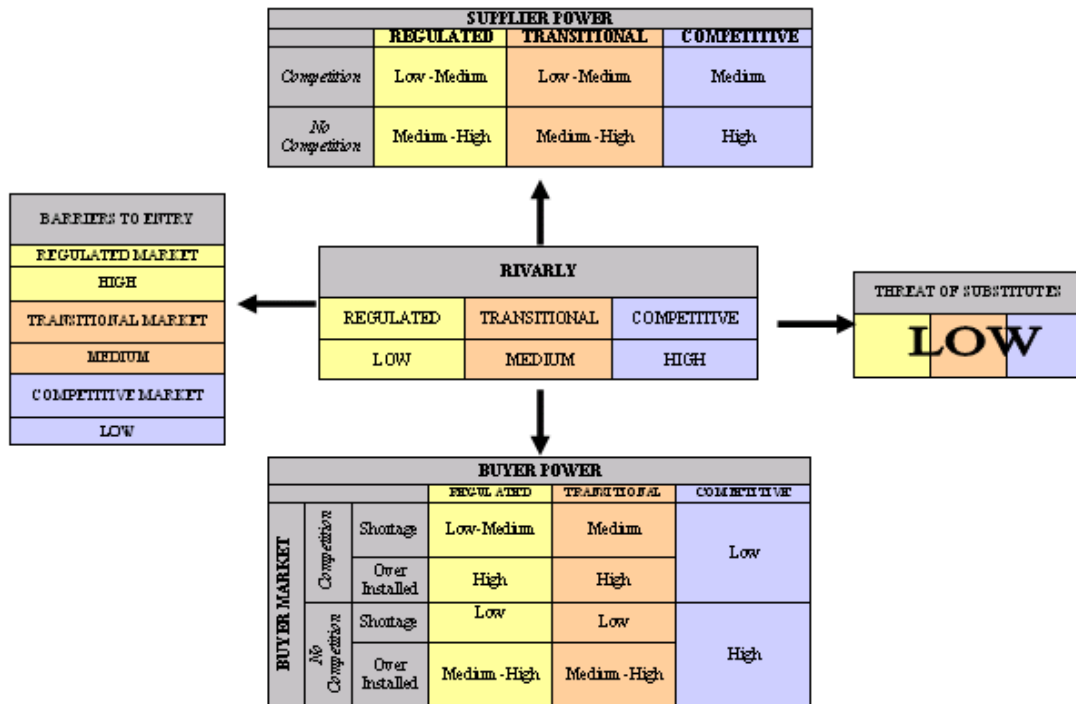 SUPPLIER POWER
REGULATED TRANSITIONAL COMPETITIVE
Competition Low -Medium Low -Medium Medium
No
Competition Medium -High Medium -High High
BARRIERS TO ENTRY
REGULATED MARKET
HIGH
TRANSITIONAL MARKET
MEDIUM
COMPETITIVE MARKET
LOW
RIVARLY
REGULATED TRANSITIONAL COMPETITIVE
LOW MEDIUM HIGH
THREAT OF SUBSTITUTES
LOW
BUYER POWER
REGULATED TRANSITIONAL COMPETITIVE
BUYER MARKET
Competition
Shortage Low-Medium Medium
Low
Over
Installed High High
No
Competition
Shortage Low Low
High
Over
Installed Medium -High Medium -High